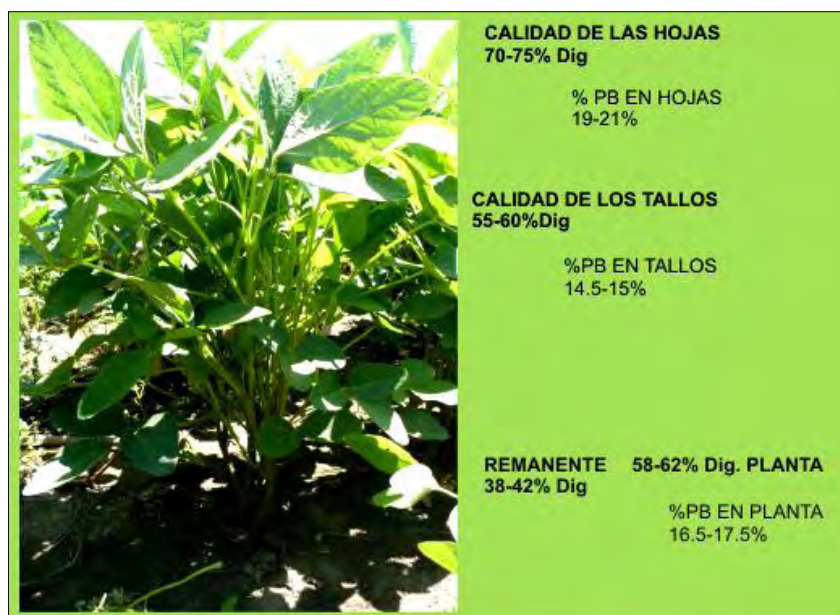 CALIDAD DE LAS HOJAS
70-75% Dig
% PB EN HOJAS
19-21%
CALIDAD DE LOS TALLOS
55-60%Dig
%PB EN TALLOS
14.5-15%
REMANENTE 58-62% Dig. PLANTA
38-42% Dig
%PB EN PLANTA
16.5-17.5%